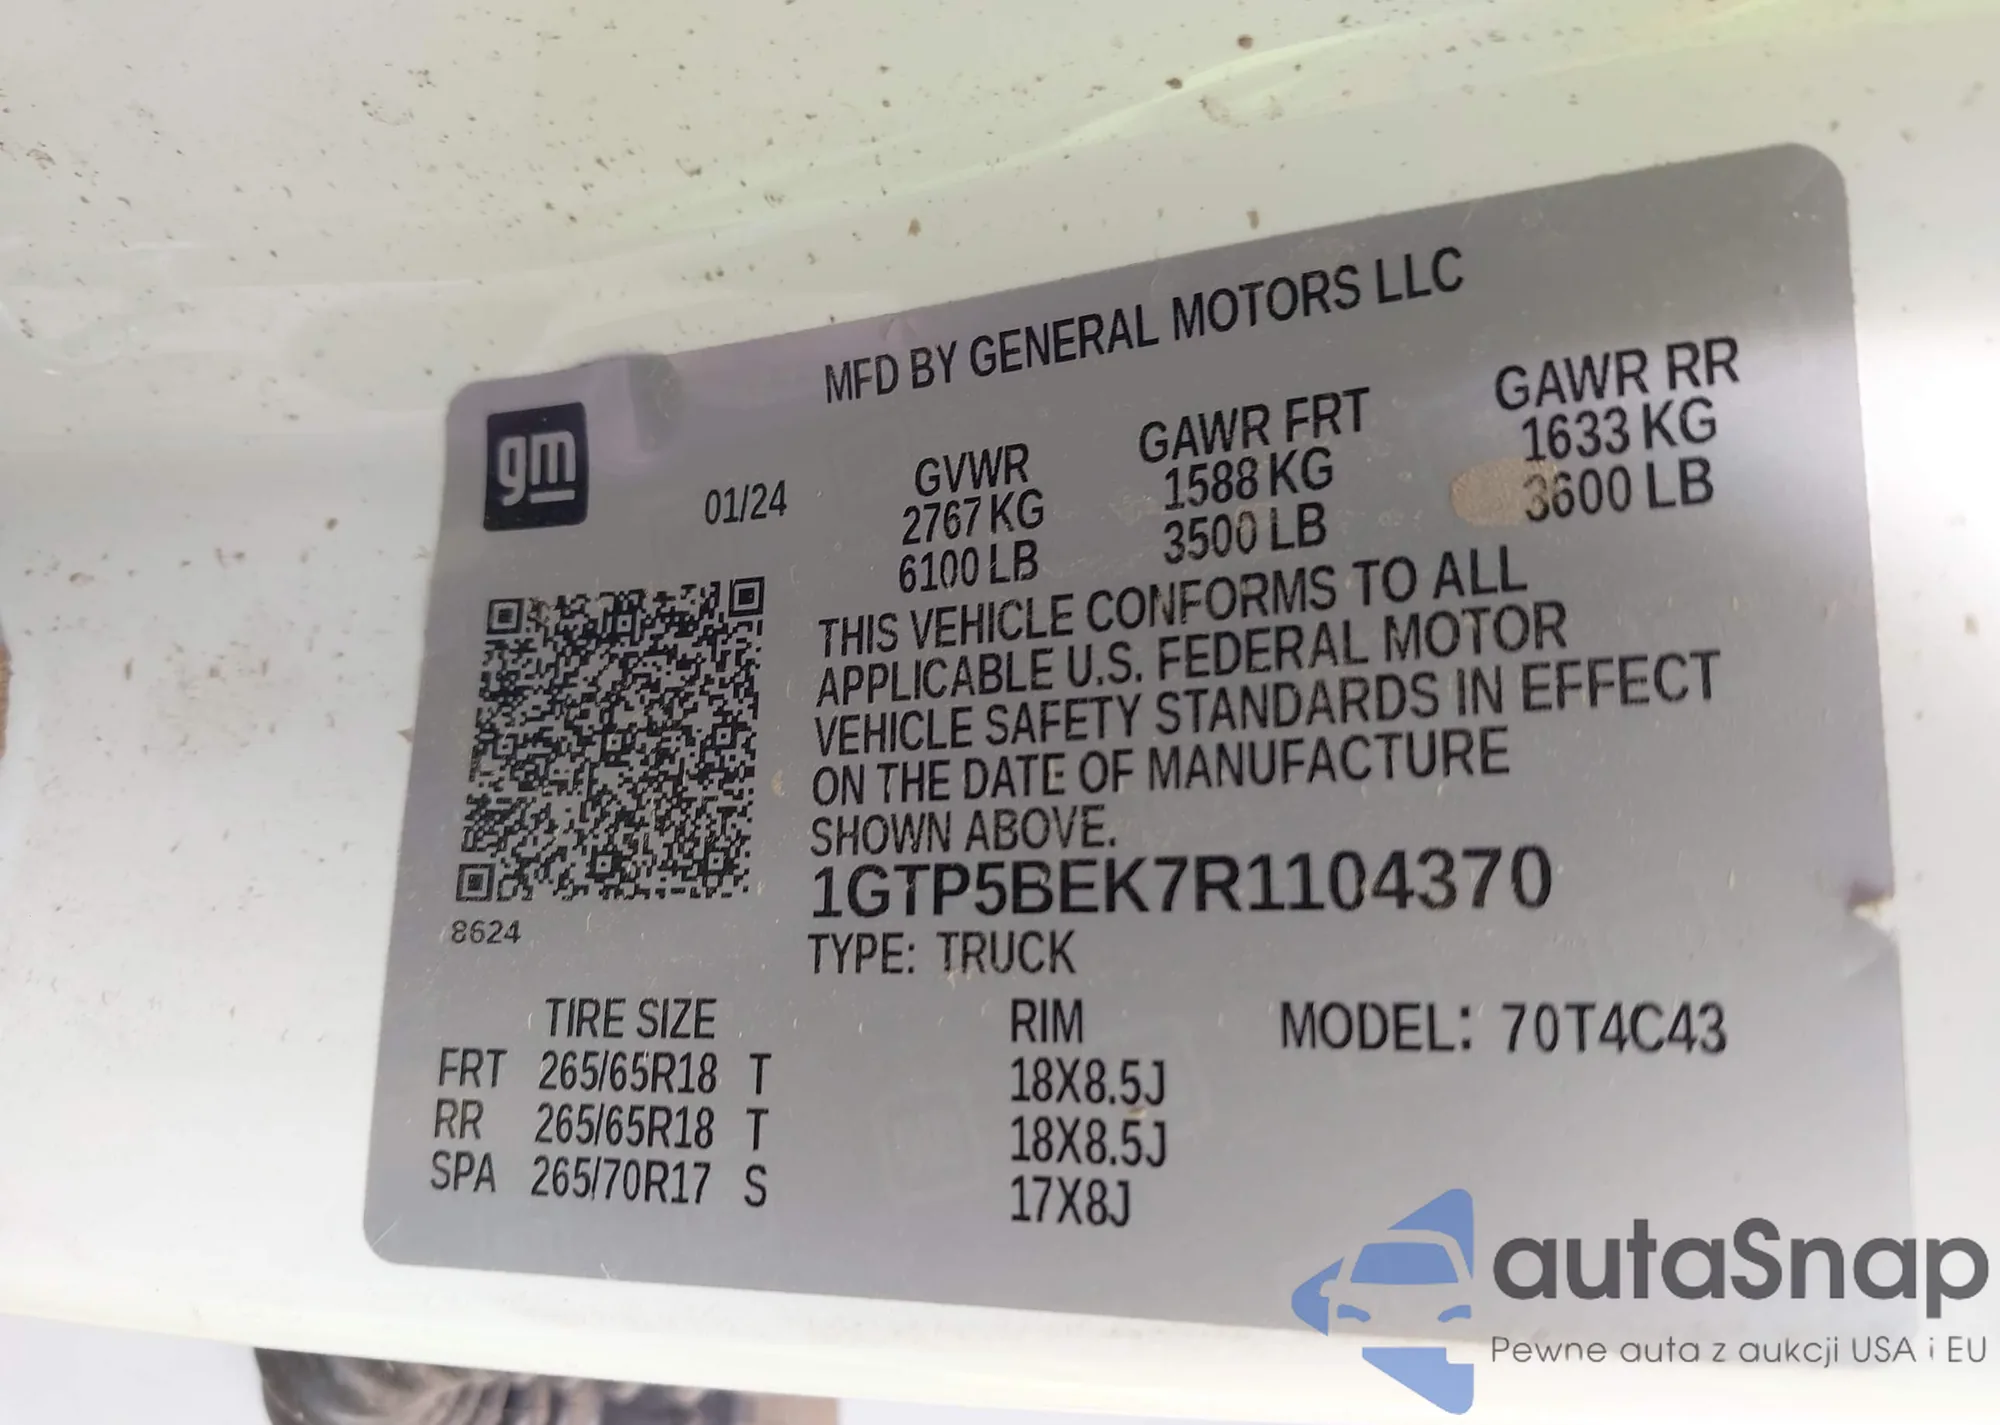 MFD BY GENERAL MOTORS LLC
gm
01/24
GVWR GAWR FRT GAWR RR
2767 KG 1588 KG 1633 KG
6100 LB 3500 LB 3600 LB
THIS VEHICLE CONFORMS TO ALL
APPLICABLE U.S. FEDERAL MOTOR
VEHICLE SAFETY STANDARDS IN EFFECT
ON THE DATE OF MANUFACTURE
SHOWN ABOVE.
1GTP5BEK7R1104370
8624
TYPE: TRUCK
TIRE SIZE RIM MODEL: 70T4C43
FRT 265/65R18 T 18X8.5J
RR 265/65R18 T 18X8.5J
SPA 265/70R17 S 17X8J
autaSnap
Pewne auta z aukcji USA i EU